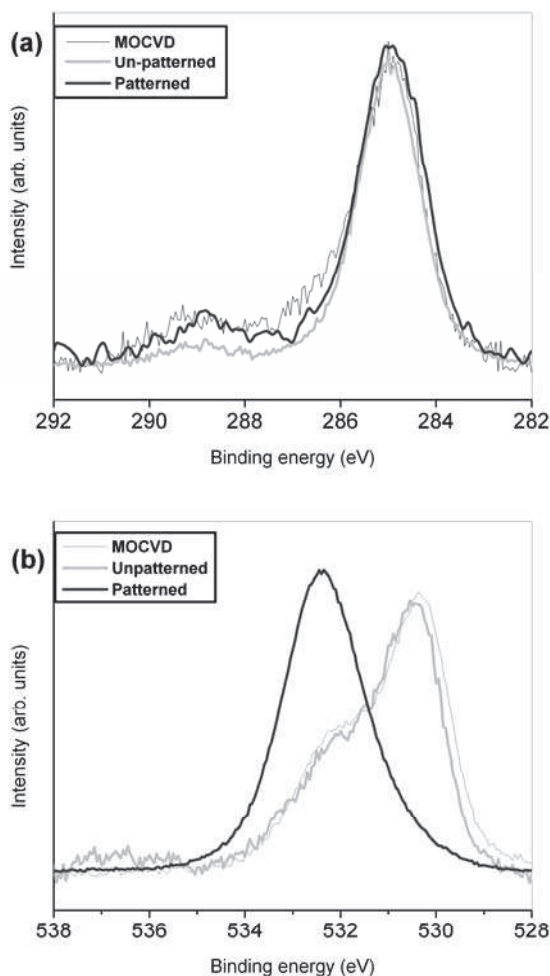 (a)
MOCVD
Un-patterned
Patterned
Intensity (arb. units)
292 290 288 286 284 282
Binding energy (eV)
(b)
MOCVD
Unpatterned
Patterned
Intensity (arb. units)
538 536 534 532 530 528
Binding energy (eV)